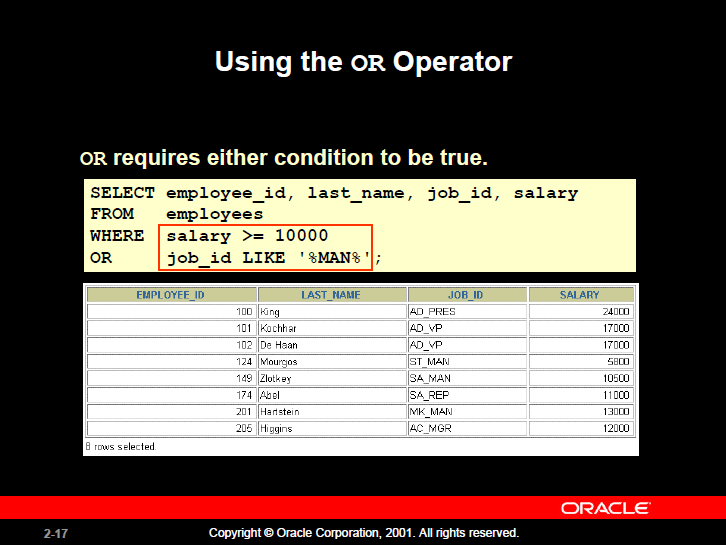 Using the OR Operator
OR requires either condition to be true.
SELECT employee_id, last_name, job_id, salary
FROM employees
WHERE salary >= 10000
OR job_id LIKE '%MAN%';
EMPLOYEE_ID LAST_NAME JOB_ID SALARY
100 King AD_PRES 24000
101 Kochhar AD_VP 17000
102 De Haan AD_VP 17000
124 Mourgos ST_MAN 5800
149 Zlotkey SA_MAN 10500
174 Abel SA_REP 11000
201 Hartstein MK_MAN 13000
205 Higgins AC_MGR 12000
8 rows selected.
ORACLE®
2-17 Copyright © Oracle Corporation, 2001. All rights reserved.